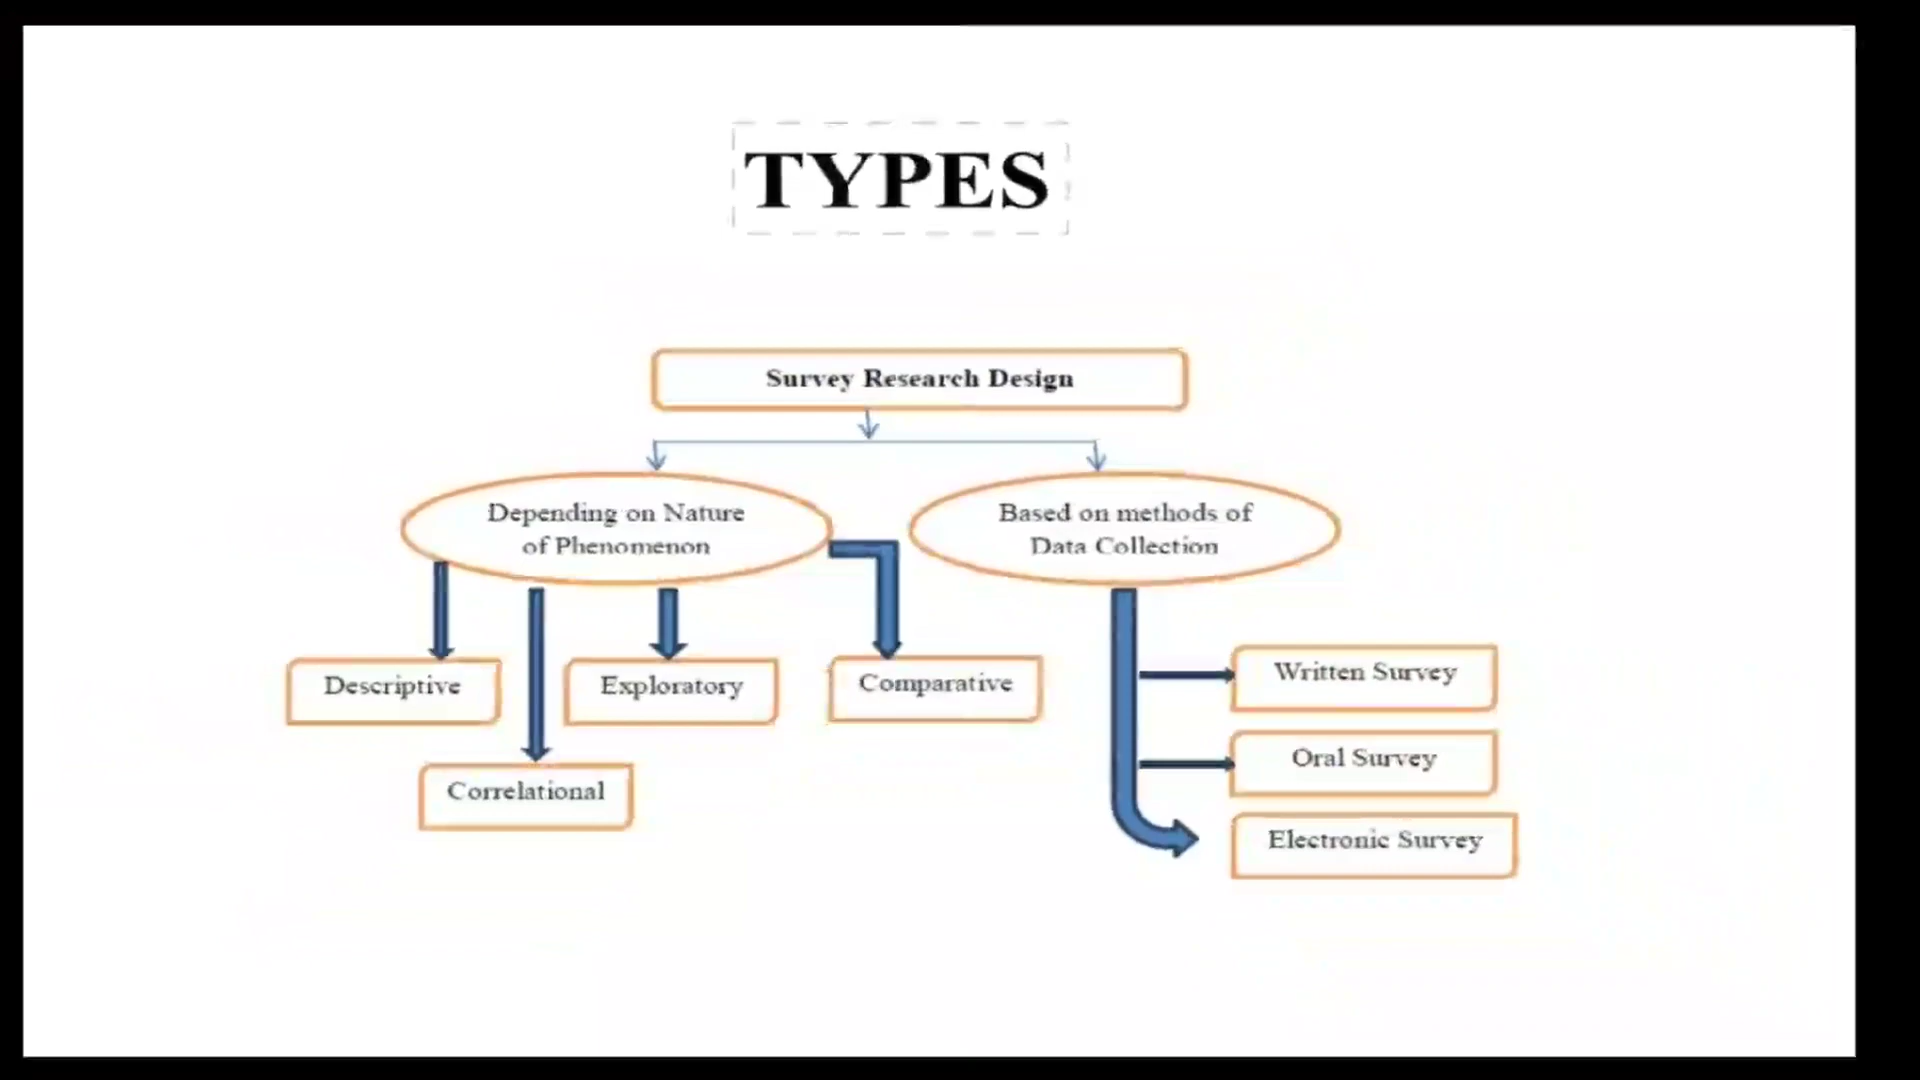 TYPES
Survey Research Design
Depending on Nature
of Phenomenon
Based on methods of
Data Collection
Descriptive
Exploratory
Comparative
Correlational
Written Survey
Oral Survey
Electronic Survey